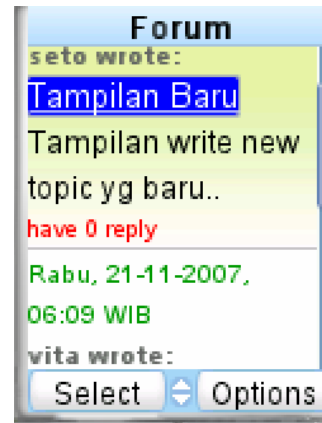 Forum
seto wrote:
Tampilan Baru
Tampilan write new
topic yg baru..
have 0 reply
Rabu, 21-11-2007,
06:09 WIB
vita wrote:
Select Options